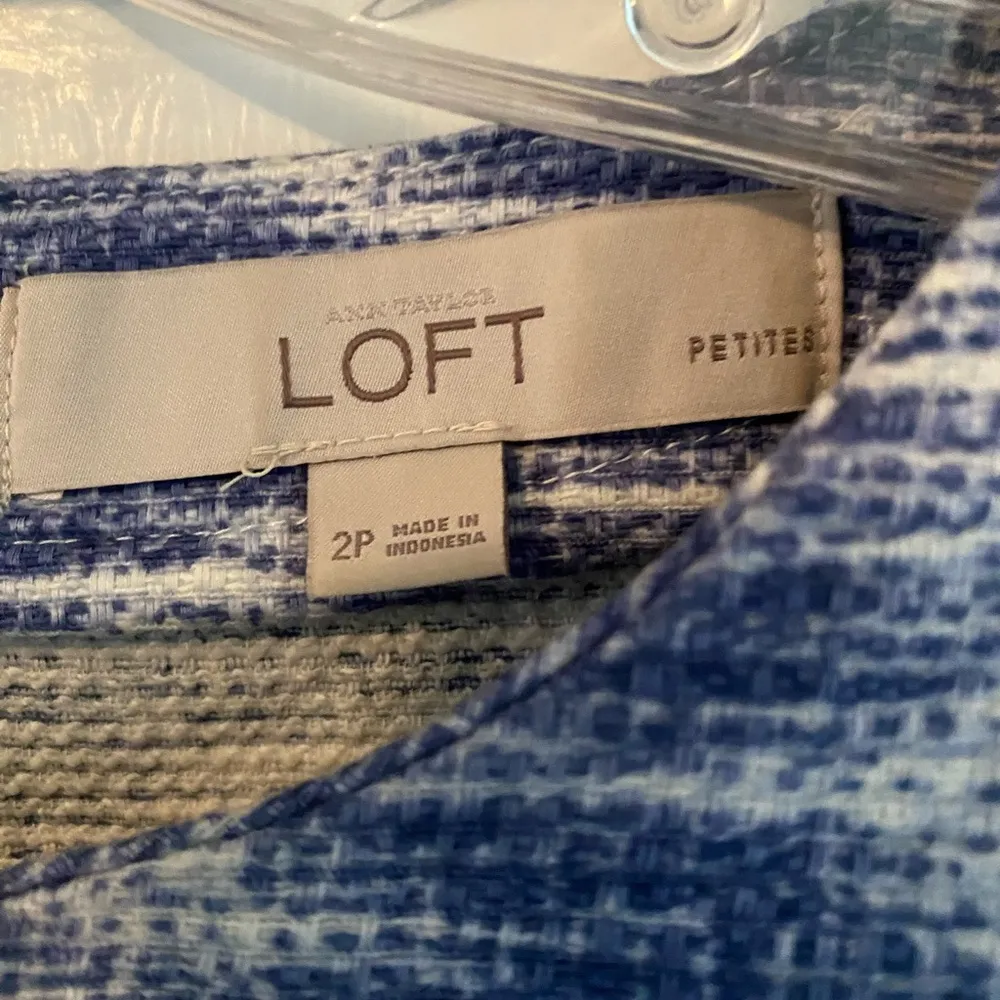 ANN TAYLOR
LOFT
PETITES
2P
MADE IN
INDONESIA